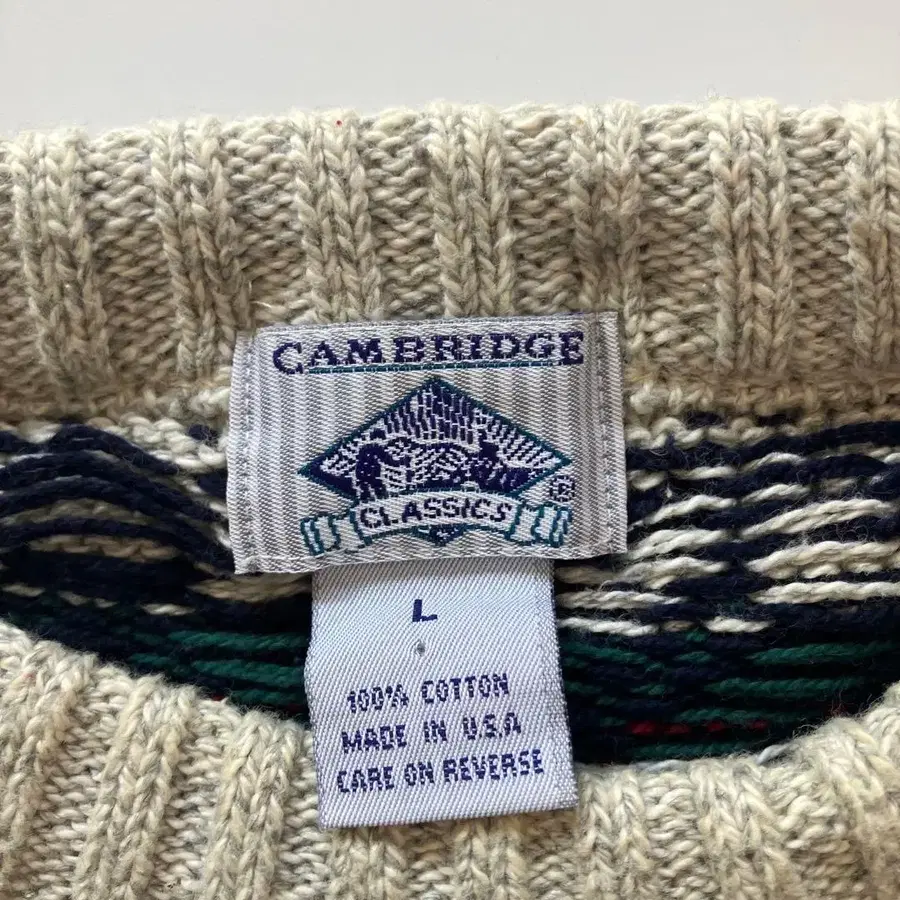 CAMBRIDGE
CLASSICS ®
L
100% COTTON
MADE IN U.S.A
CARE ON REVERSE